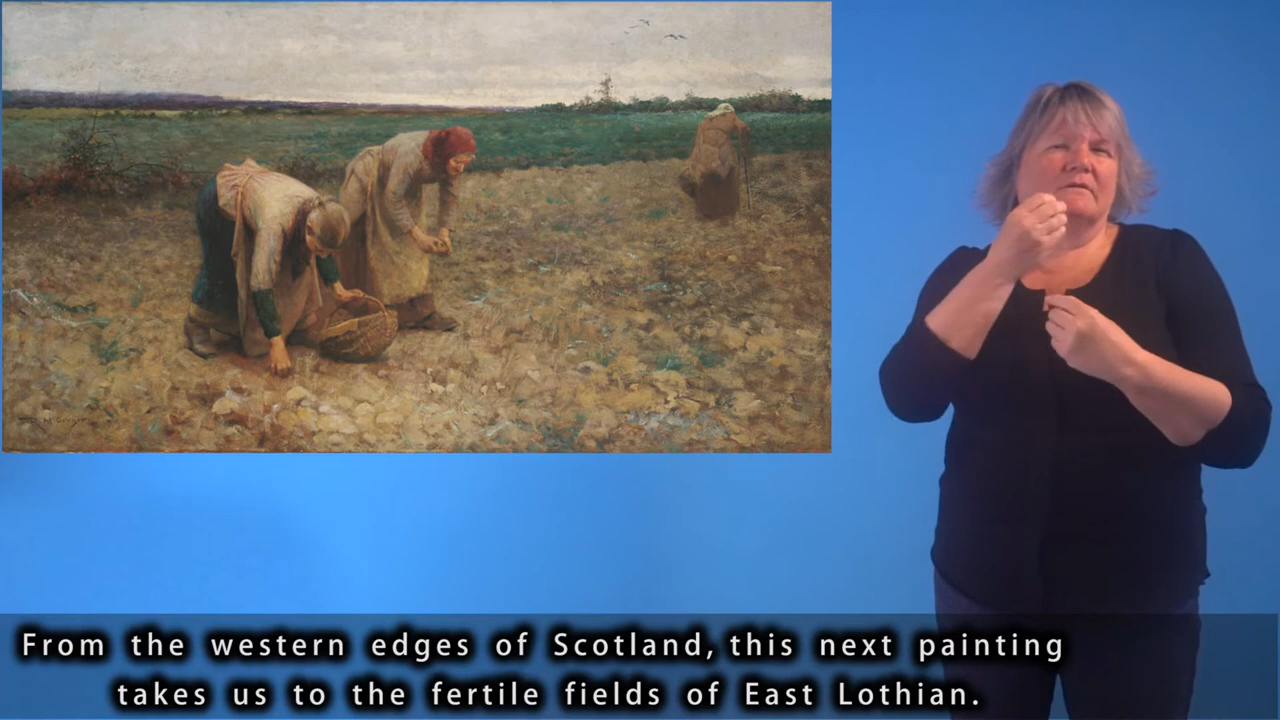 From the western edges of Scotland, this next painting
takes us to the fertile fields of East Lothian.